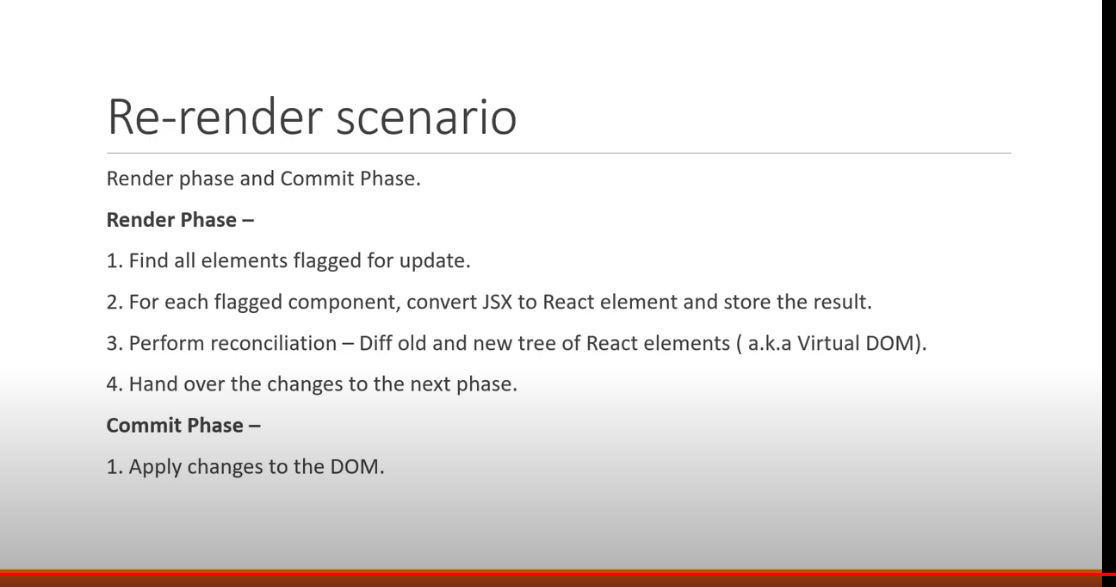 Re-render scenario
Render phase and Commit Phase.
Render Phase –
1. Find all elements flagged for update.
2. For each flagged component, convert JSX to React element and store the result.
3. Perform reconciliation – Diff old and new tree of React elements ( a.k.a Virtual DOM).
4. Hand over the changes to the next phase.
Commit Phase –
1. Apply changes to the DOM.